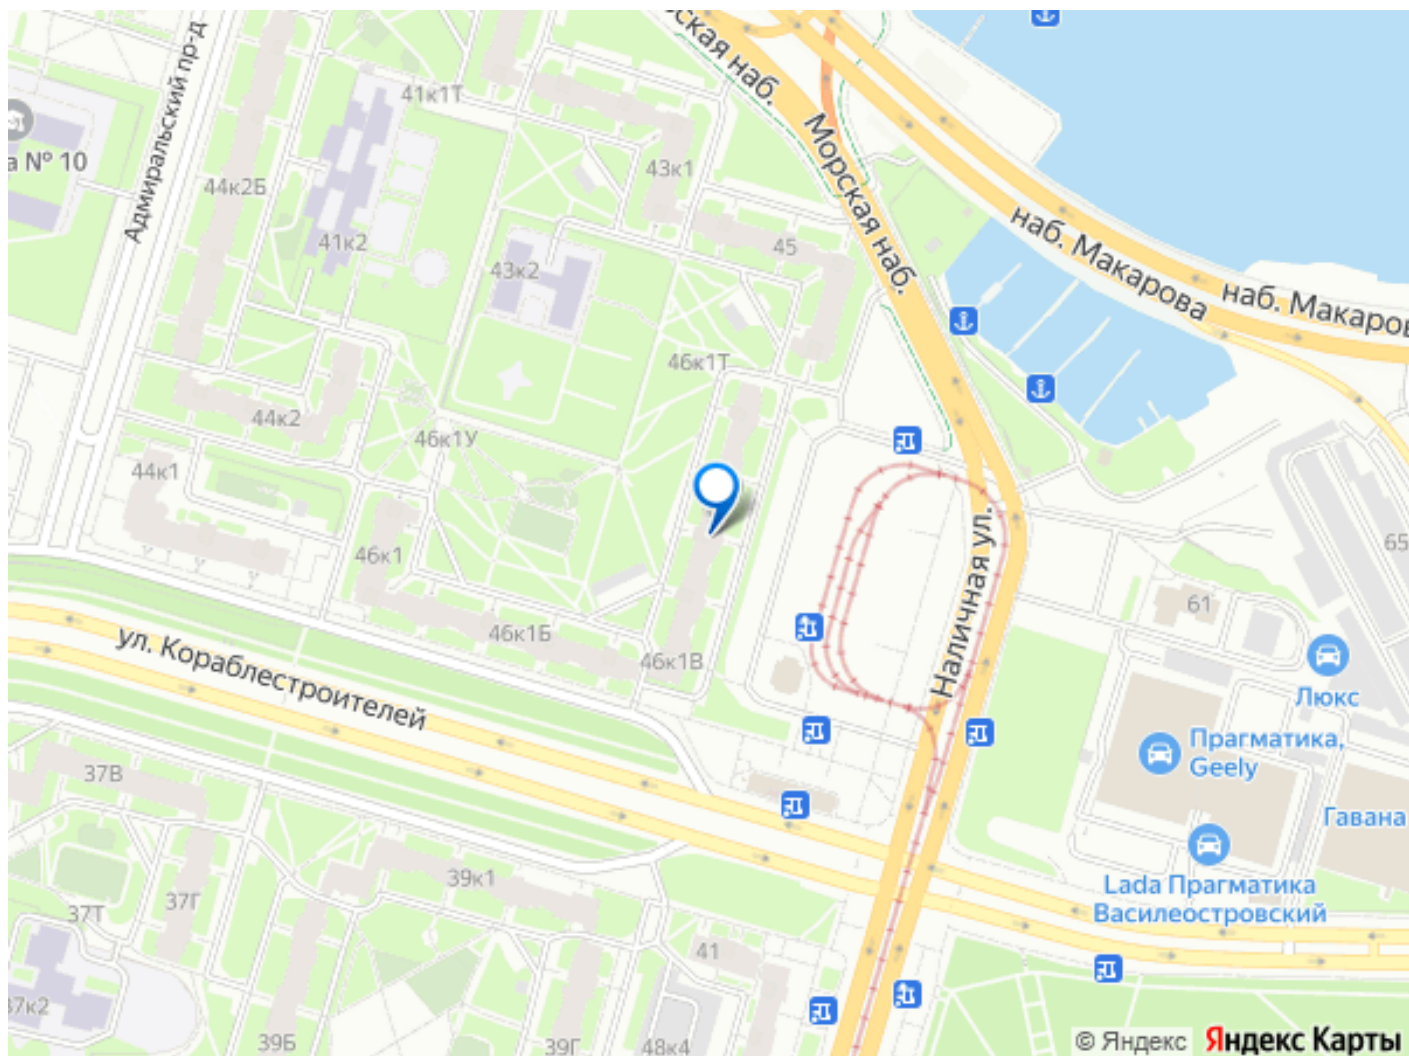 ская наб.
Адмиральский пр-д
41к1Т
а № 10
43к1
44к2Б
Морская наб.
41к2
45
наб. Макарова
43к2
наб. Макаров
46к1Т
44к2
46к1У
44к1
46к1
Наличная ул.
65
61
46к1Б
ул. Кораблестроителей
46к1В
Люкс
Прагматика,
Geely
37В
Гавана
39к1
Lada Прагматика
Василеостровский
37Г
37Т
41
37к2
39Б
39Г
48к4
© Яндекс Яндекс Карты